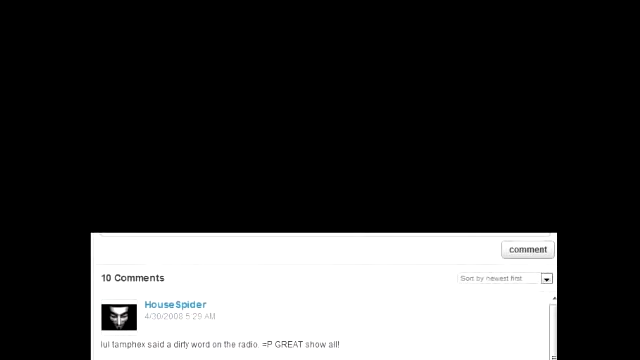 comment
10 Comments
Sort by newest first
HouseSpider
4/30/2008 5:29 AM
lul tamphex said a dirty word on the radio. =P GREAT show all!